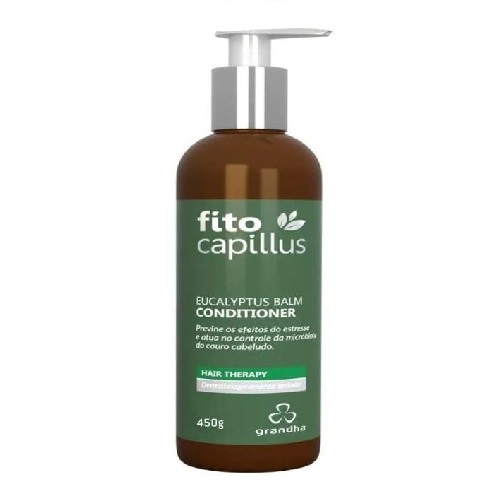 fito
capillus
EUCALYPTUS BALM
CONDITIONER
Previne os efeitos do estresse
e atua no controle da microbiota
do couro cabeludo.
HAIR THERAPY
Dermatologicamente testado
450g
grandha